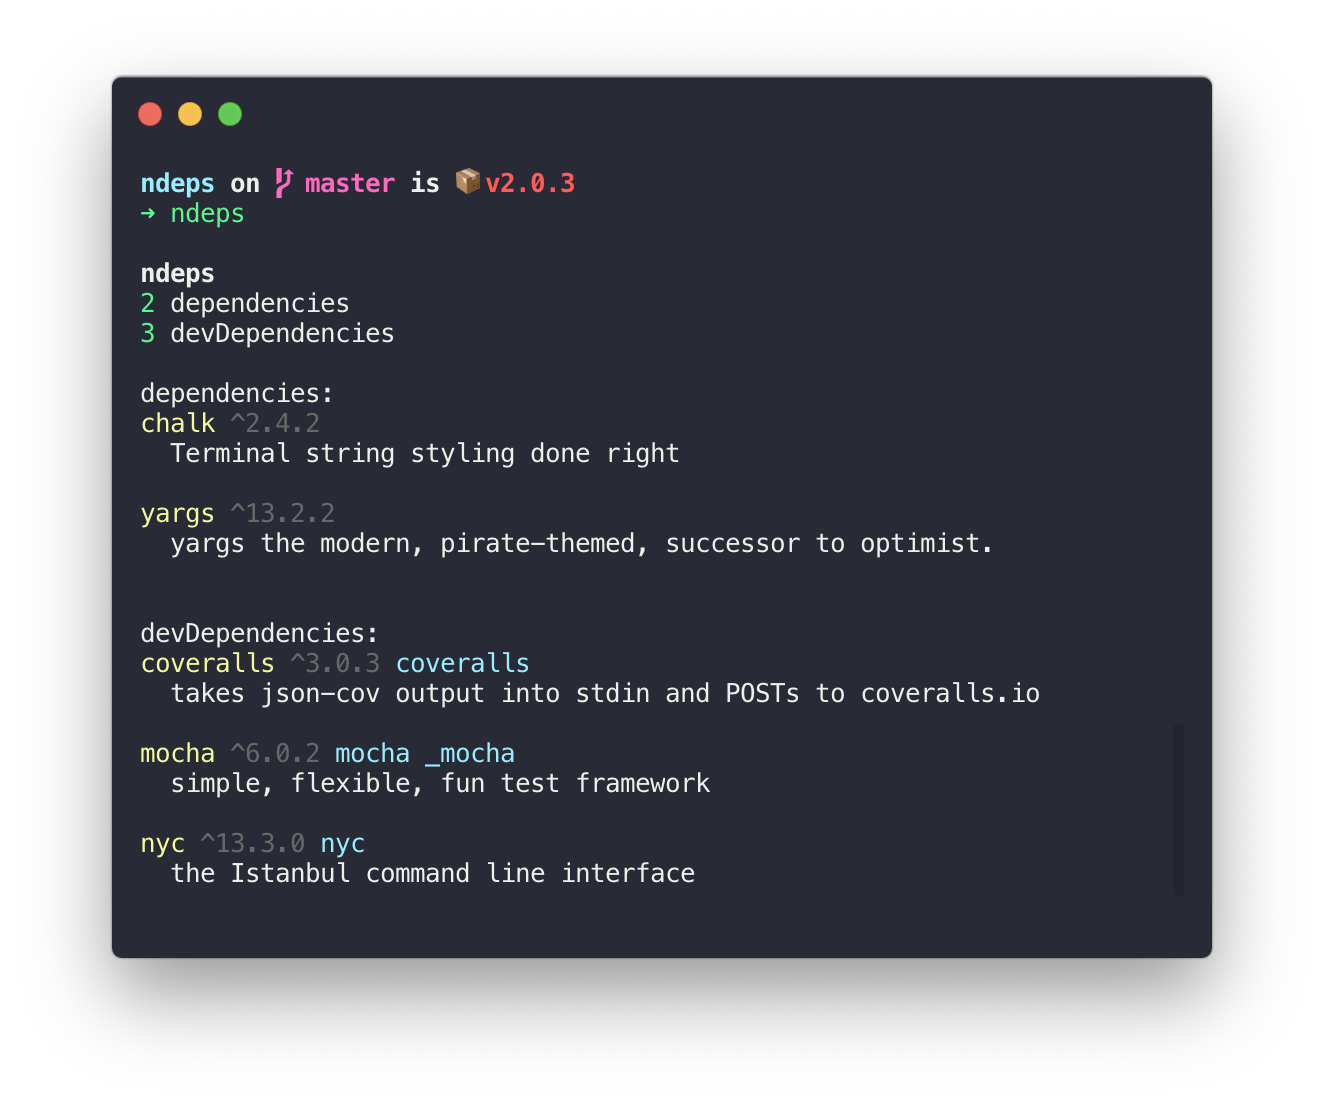 ndeps on master is 📦v2.0.3
➜ ndeps
ndeps
2 dependencies
3 devDependencies
dependencies:
chalk ^2.4.2
Terminal string styling done right
yargs ^13.2.2
yargs the modern, pirate-themed, successor to optimist.
devDependencies:
coveralls ^3.0.3 coveralls
takes json-cov output into stdin and POSTs to coveralls.io
mocha ^6.0.2 mocha _mocha
simple, flexible, fun test framework
nyc ^13.3.0 nyc
the Istanbul command line interface